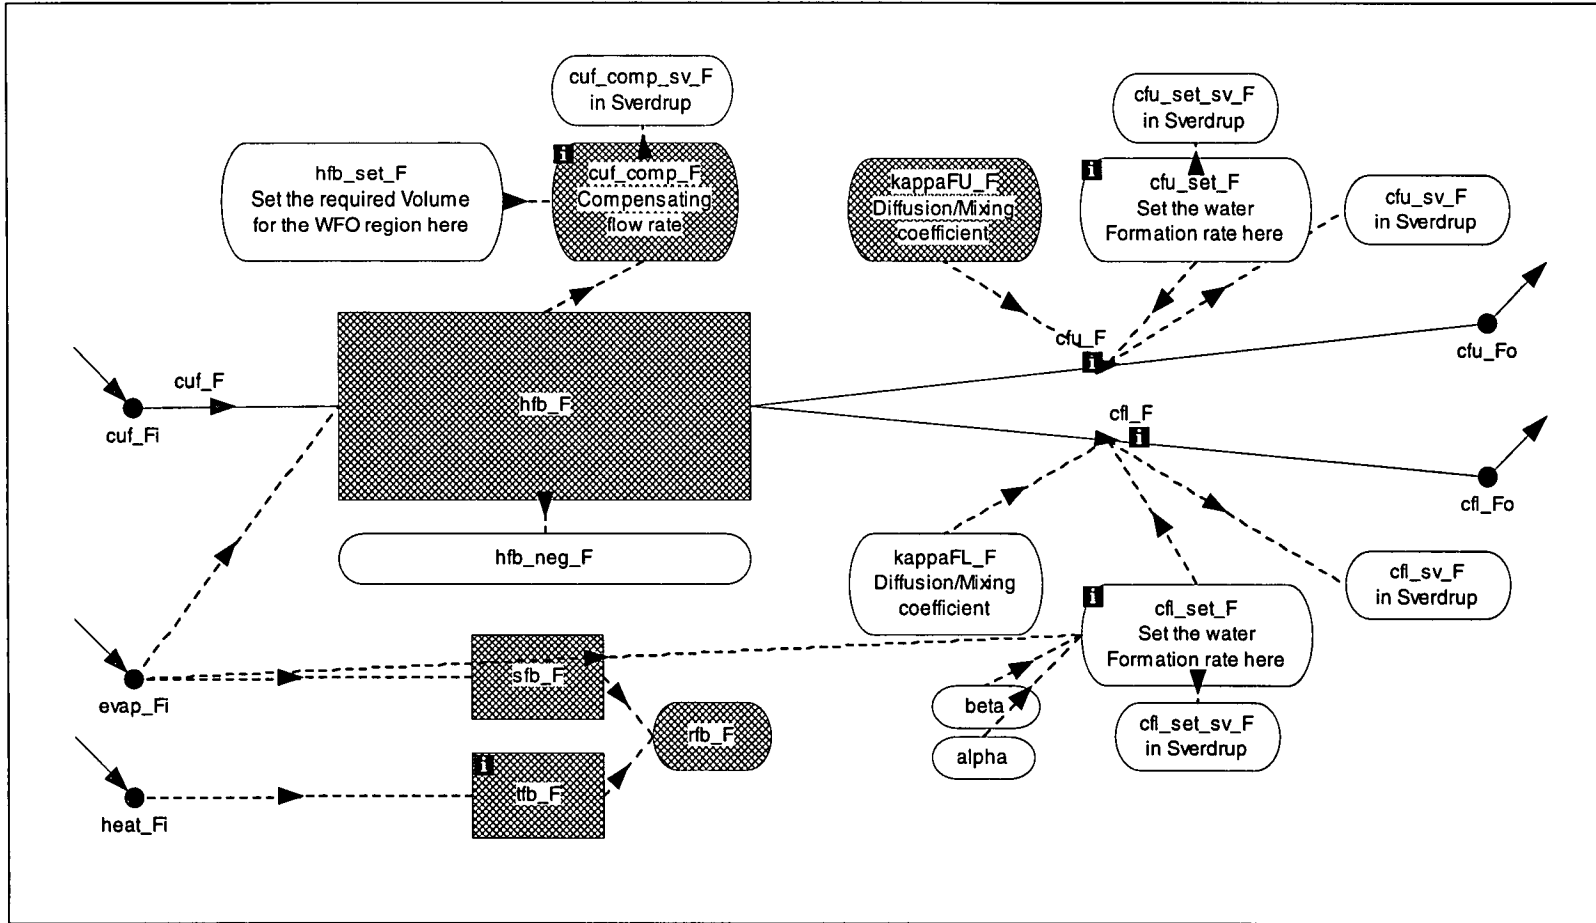 cuf_comp_sv_F
in Sverdrup
hfb_set_F
Set the required Volume
for the WFO region here
i
cuf_comp_F
Compensating
flow rate
kappaFU_F
Diffusion/Mixing
coefficient
cfu_set_sv_F
in Sverdrup
i
cfu_set_F
Set the water
Formation rate here
cfu_sv_F
in Sverdrup
cuf_F
cuf_Fi
hfb_F
cfu_F
i
cfu_Fo
cfl_F
i
cfl_Fo
hfb_neg_F
kappaFL_F
Diffusion/Mixing
coefficient
cfl_sv_F
in Sverdrup
i
cfl_set_F
Set the water
Formation rate here
evap_Fi
sfb_F
rfb_F
beta
alpha
cfl_set_sv_F
in Sverdrup
heat_Fi
i
tfb_F